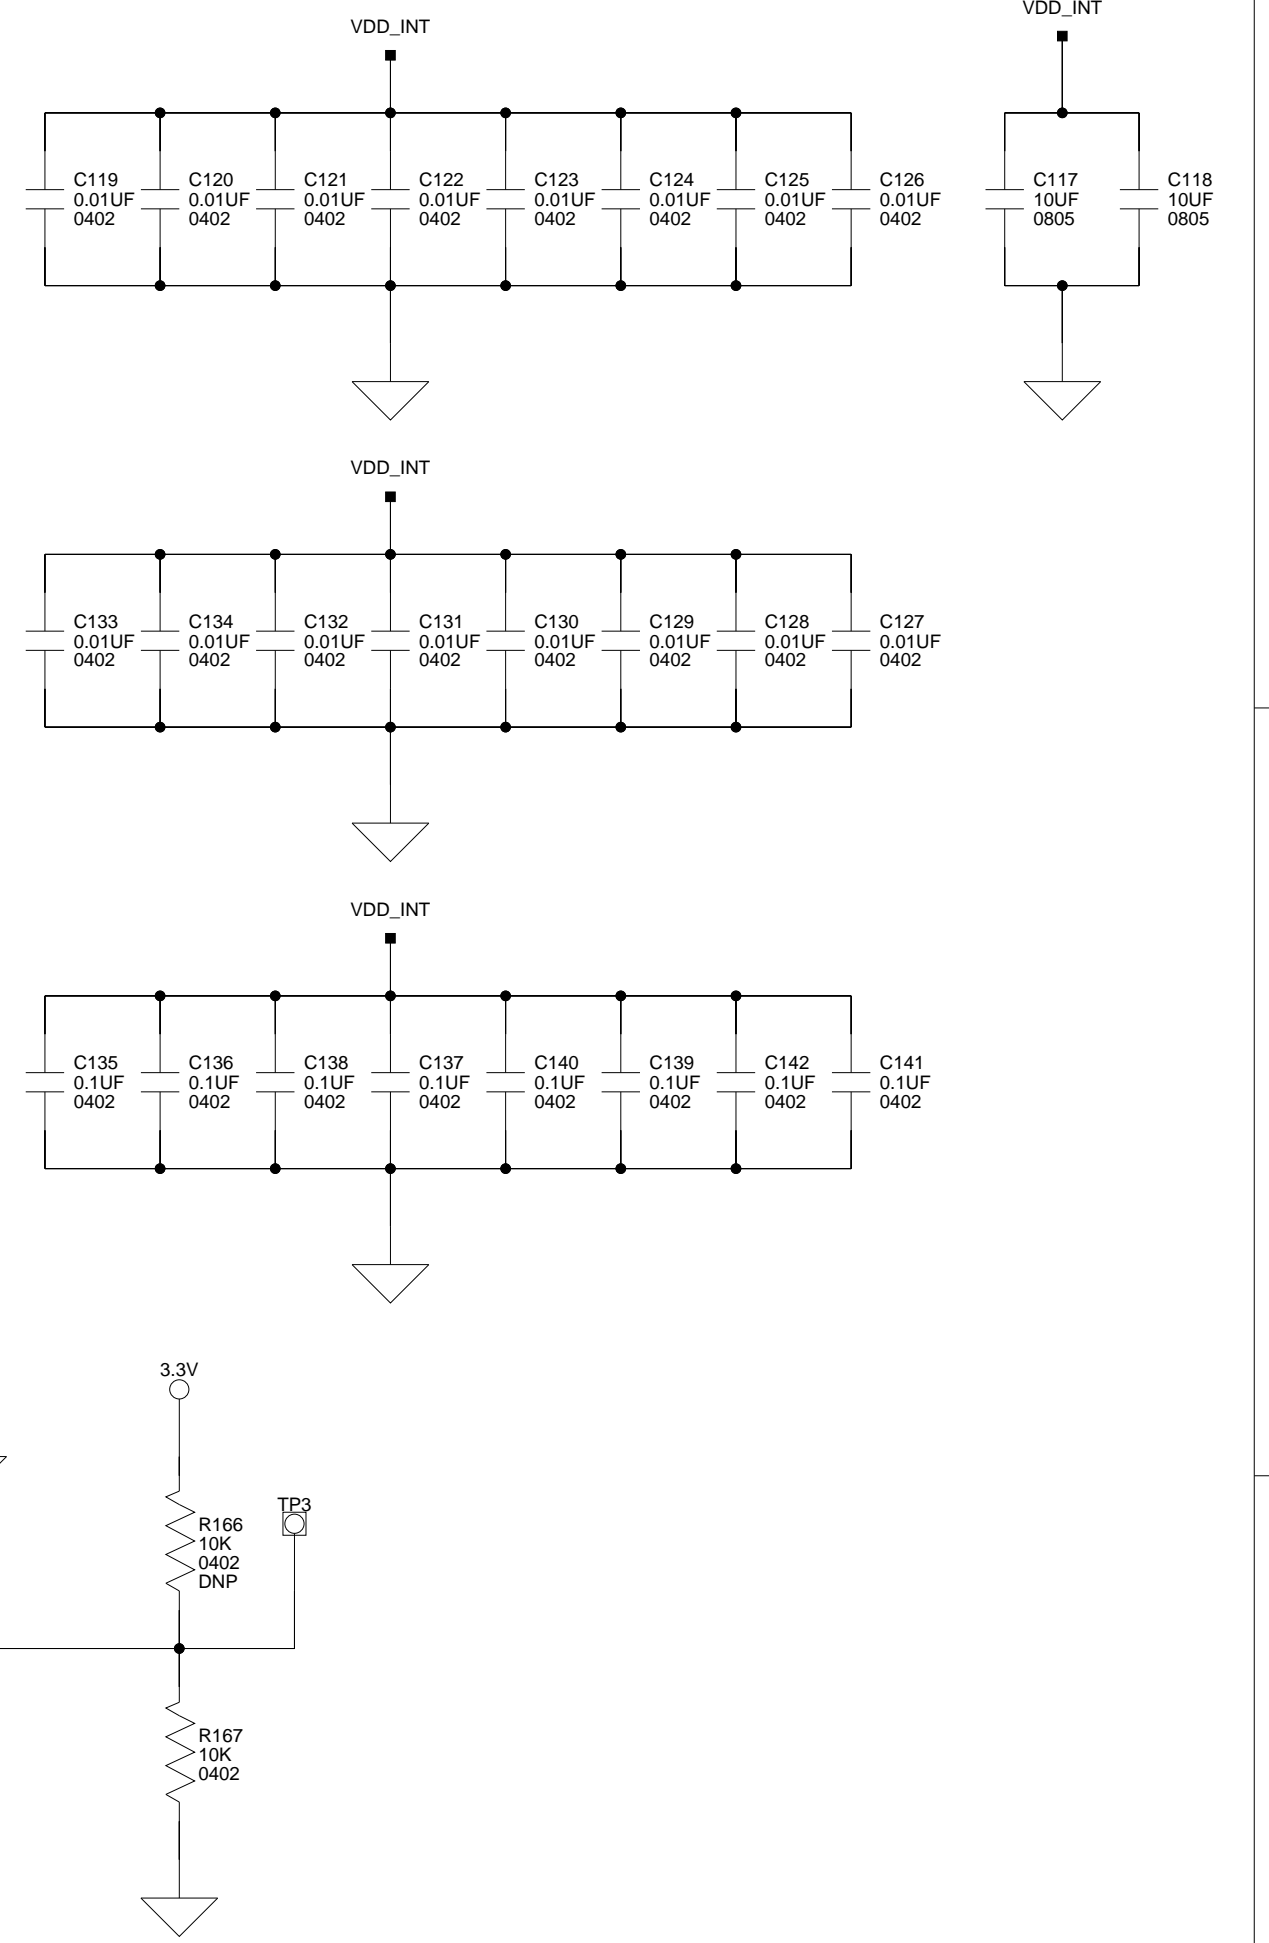 VDD_INT
VDD_INT
C119
0.01UF
0402
C120
0.01UF
0402
C121
0.01UF
0402
C122
0.01UF
0402
C123
0.01UF
0402
C124
0.01UF
0402
C125
0.01UF
0402
C126
0.01UF
0402
C117
10UF
0805
C118
10UF
0805
VDD_INT
C133
0.01UF
0402
C134
0.01UF
0402
C132
0.01UF
0402
C131
0.01UF
0402
C130
0.01UF
0402
C129
0.01UF
0402
C128
0.01UF
0402
C127
0.01UF
0402
VDD_INT
C135
0.1UF
0402
C136
0.1UF
0402
C138
0.1UF
0402
C137
0.1UF
0402
C140
0.1UF
0402
C139
0.1UF
0402
C142
0.1UF
0402
C141
0.1UF
0402
3.3V
TP3
R166
10K
0402
DNP
R167
10K
0402